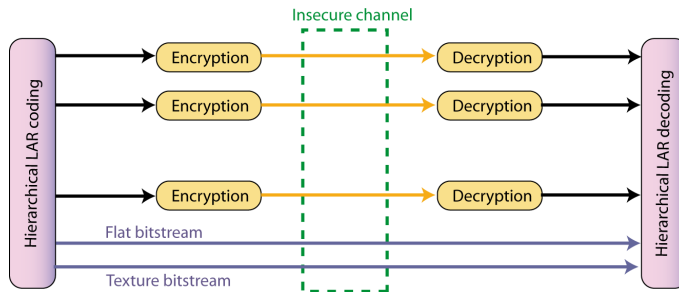 Insecure channel
Hierarchical LAR coding
Encryption
Decryption
Encryption
Decryption
Encryption
Decryption
Hierarchical LAR decoding
Flat bitstream
Texture bitstream